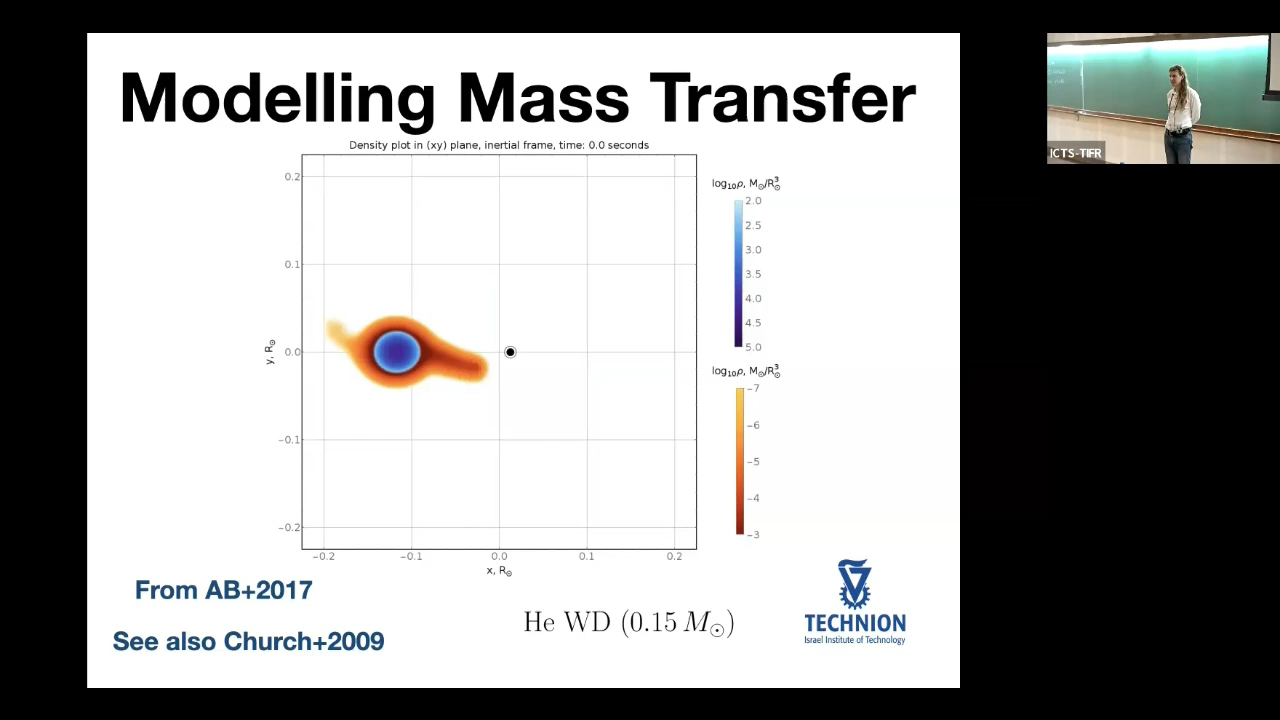 Modelling Mass Transfer
Density plot in (xy) plane, inertial frame, time: 0.0 seconds
0.2
0.1
0.0
−0.1
−0.2
y, R☉
−0.2
−0.1
0.0
0.1
0.2
x, R☉
log₁₀ρ, M☉/R☉³
2.0
2.5
3.0
3.5
4.0
4.5
5.0
log₁₀ρ, M☉/R☉³
−7
−6
−5
−4
−3
From AB+2017
See also Church+2009
He WD (0.15 M☉)
TECHNION
Israel Institute of Technology
ICTS-TIFR